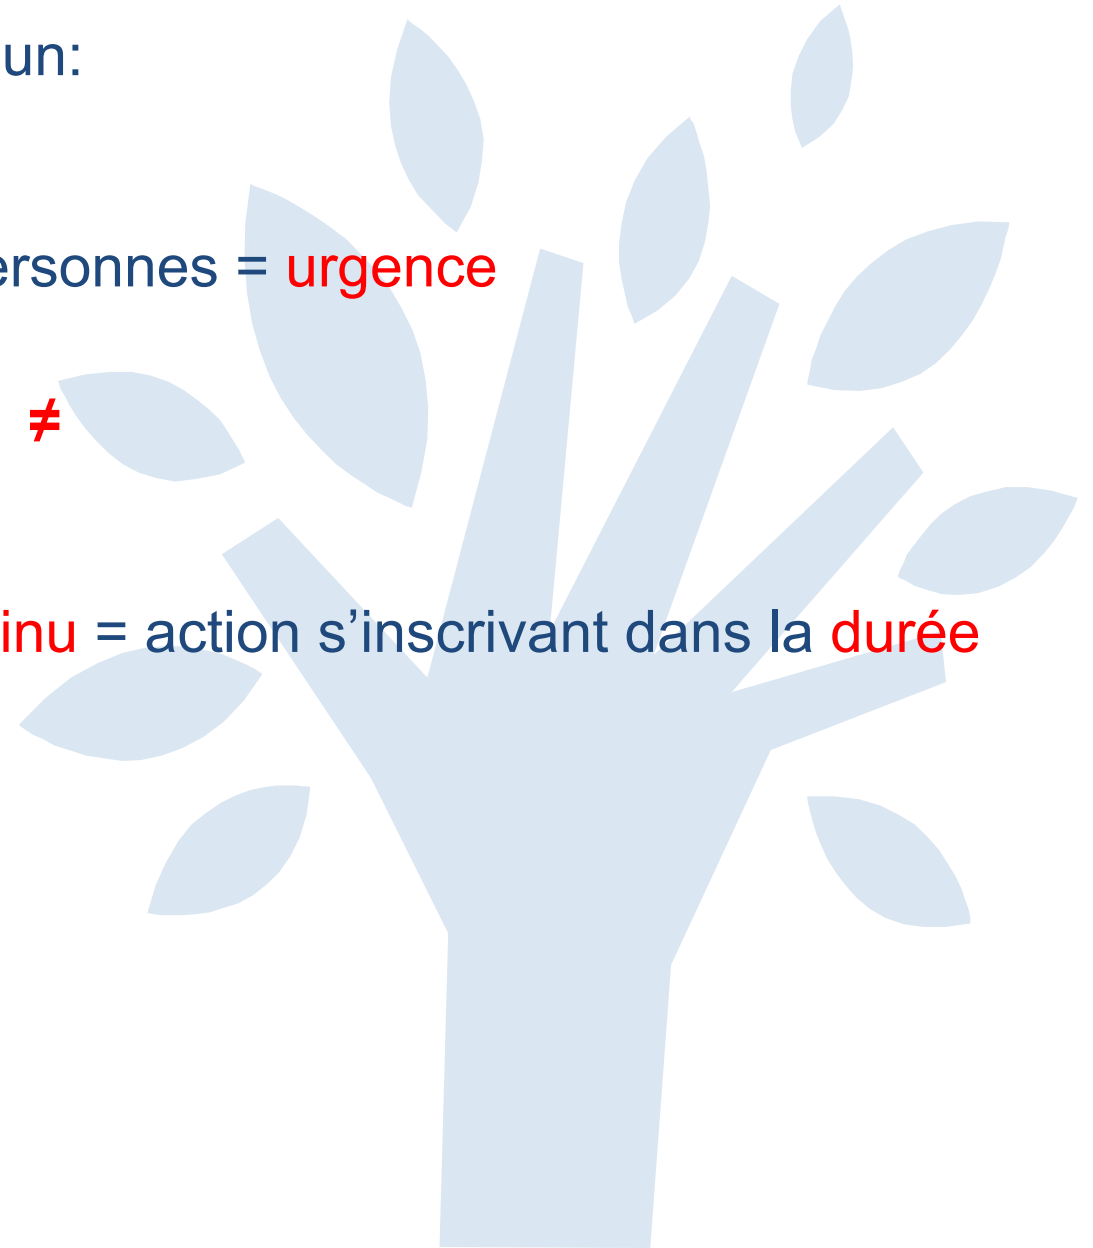 un:
ersonnes = urgence
≠
inu = action s’inscrivant dans la durée